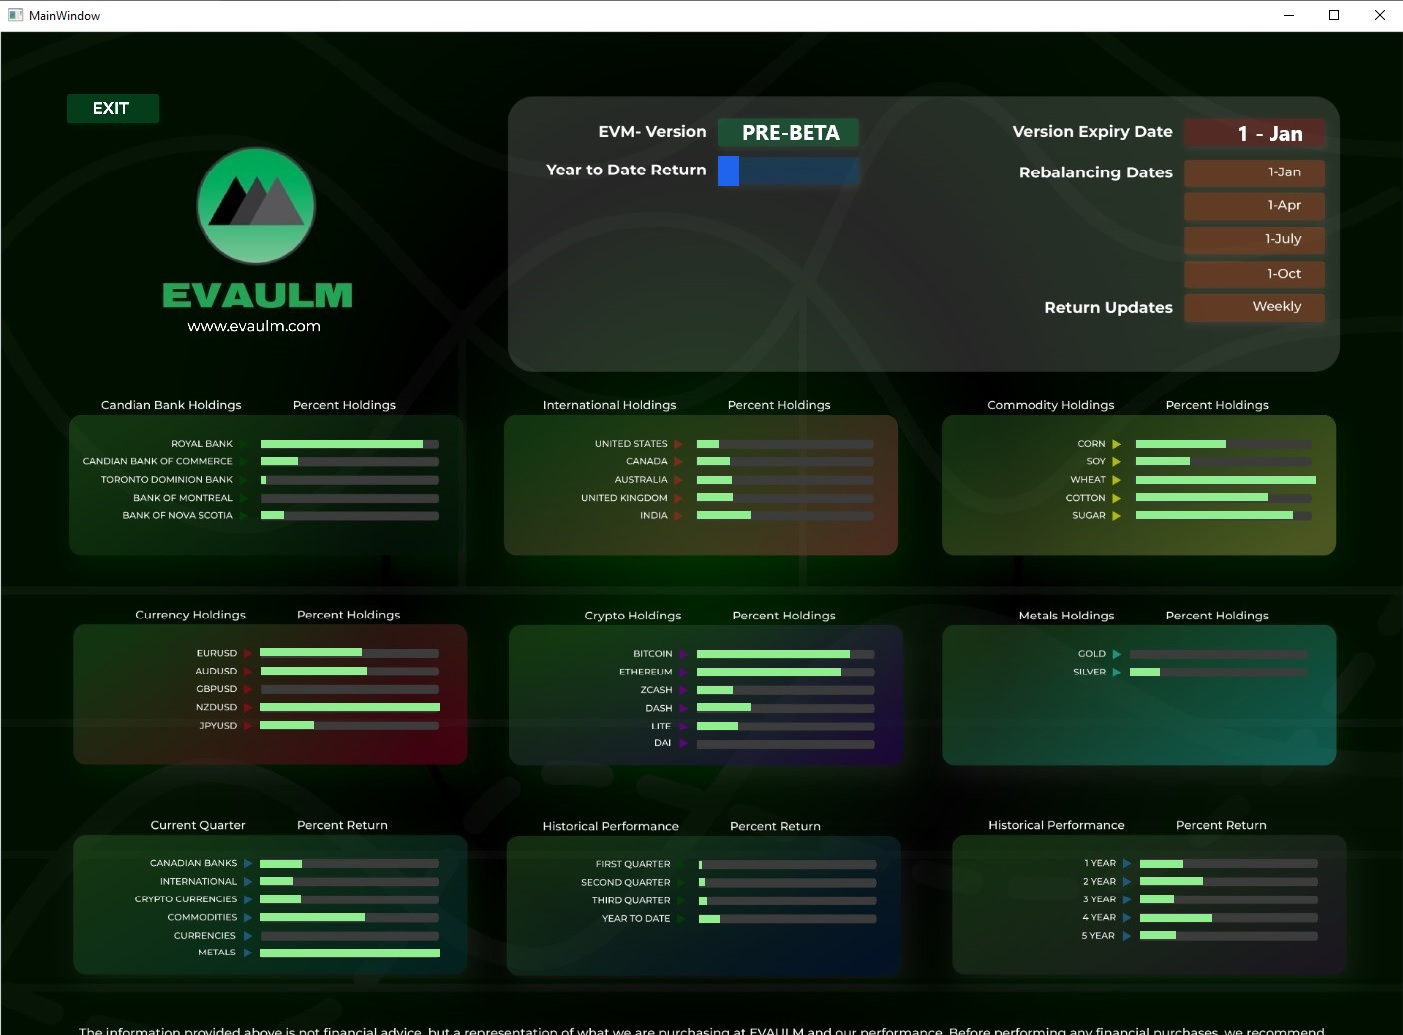 MainWindow
EXIT
EVM- Version PRE-BETA Version Expiry Date 1 - Jan
Year to Date Return Rebalancing Dates 1-Jan
1-Apr
1-July
1-Oct
Return Updates Weekly
EVAULM
www.evaulm.com
Candian Bank Holdings Percent Holdings
ROYAL BANK
CANDIAN BANK OF COMMERCE
TORONTO DOMINION BANK
BANK OF MONTREAL
BANK OF NOVA SCOTIA
International Holdings Percent Holdings
UNITED STATES
CANADA
AUSTRALIA
UNITED KINGDOM
INDIA
Commodity Holdings Percent Holdings
CORN
SOY
WHEAT
COTTON
SUGAR
Currency Holdings Percent Holdings
EURUSD
AUDUSD
GBPUSD
NZDUSD
JPYUSD
Crypto Holdings Percent Holdings
BITCOIN
ETHEREUM
ZCASH
DASH
LITE
DAI
Metals Holdings Percent Holdings
GOLD
SILVER
Current Quarter Percent Return
CANADIAN BANKS
INTERNATIONAL
CRYPTO CURRENCIES
COMMODITIES
CURRENCIES
METALS
Historical Performance Percent Return
FIRST QUARTER
SECOND QUARTER
THIRD QUARTER
YEAR TO DATE
Historical Performance Percent Return
1 YEAR
2 YEAR
3 YEAR
4 YEAR
5 YEAR
The information provided above is not financial advice, but a representation of what we are purchasing at EVAULM and our performance. Before performing any financial purchases, we recommend